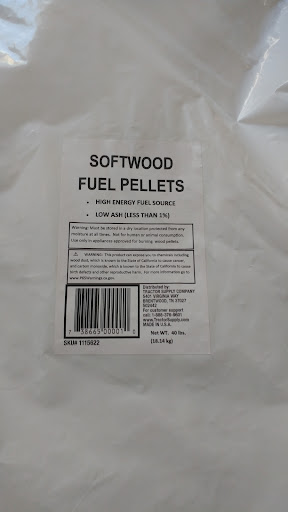 SOFTWOOD
FUEL PELLETS
• HIGH ENERGY FUEL SOURCE
• LOW ASH (LESS THAN 1%)
Warning: Must be stored in a dry location protected from any
moisture at all times. Not for human or animal consumption.
Use only in appliances approved for burning wood pellets.
WARNING: This product can expose you to chemicals including
wood dust, which is known to the State of California to cause cancer,
and carbon monoxide, which is known to the State of California to cause
birth defects and other reproductive harm. For more information go to
www.P65Warnings.ca.gov.
Distributed by:
TRACTOR SUPPLY COMPANY
5401 VIRGINIA WAY
BRENTWOOD, TN 37027
For customer support
call: 1-888-376-9601
www.TractorSupply.com
MADE IN U.S.A.
Net WT. 40 lbs.
(18.14 kg)
SKU# 1115622